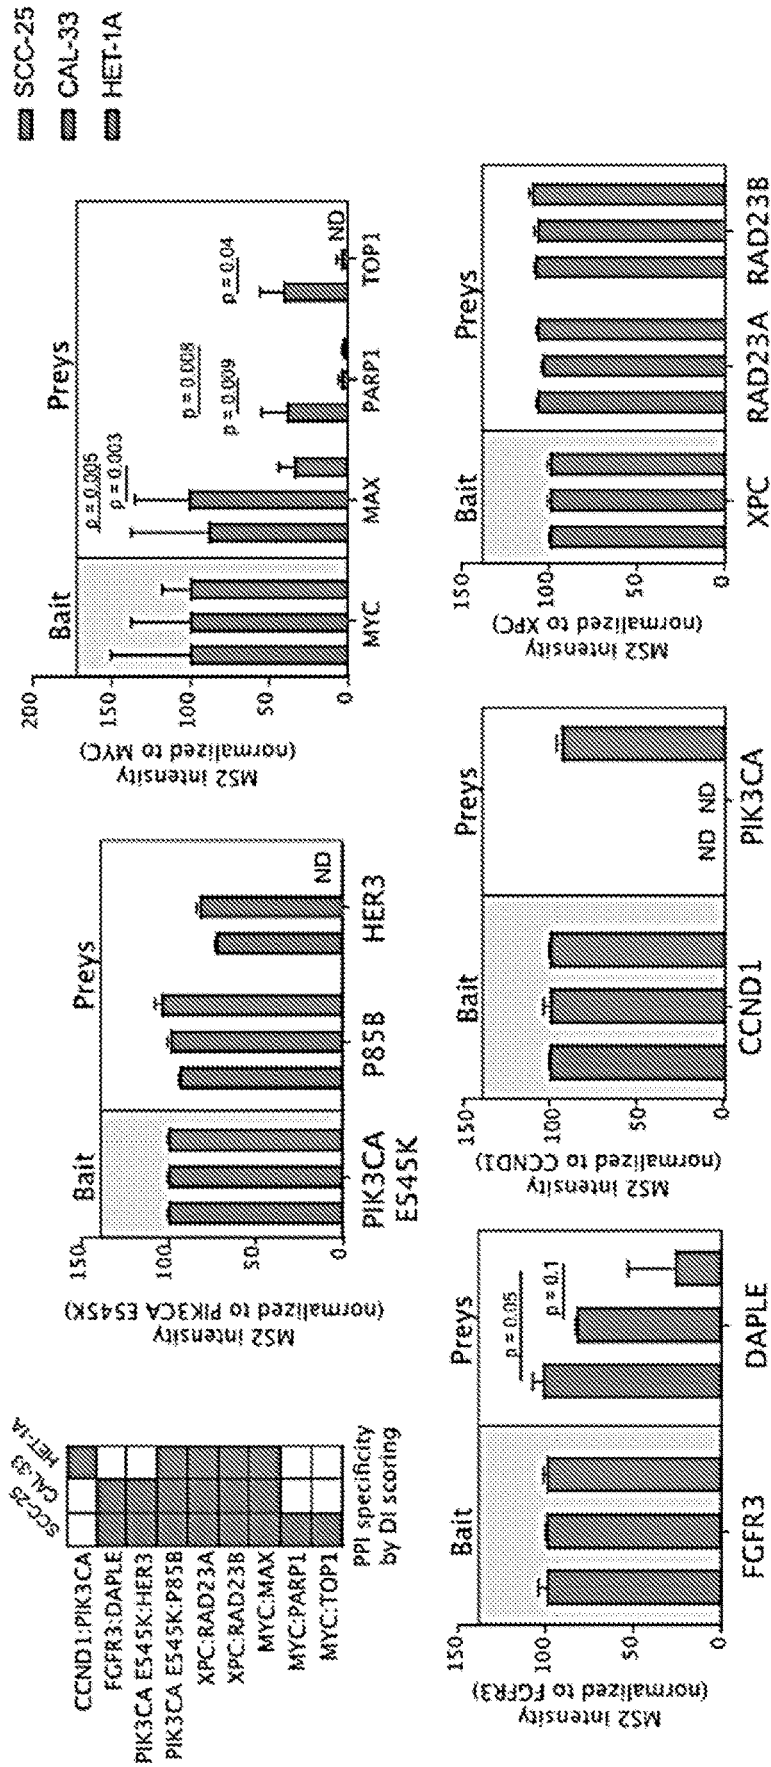 SCC-25
CAL-33
HET-1A
SCC-25
CAL-33
HET-1A
CCND1:PIK3CA
FGFR3:DAPLE
PIK3CA E545K:HER3
PIK3CA E545K:P85B
XPC:RAD23A
XPC:RAD23B
MYC:MAX
MYC:PARP1
MYC:TOP1
PPI specificity
by DI scoring
MS2 intensity
(normalized to PIK3CA E545K)
150
100
50
0
Bait
Preys
ND
PIK3CA
E545K
P85B
HER3
MS2 intensity
(normalized to MYC)
200
150
100
50
0
Bait
Preys
p = 0.005
p = 0.003
p = 0.008
p = 0.009
p = 0.04
ND
MYC
MAX
PARP1
TOP1
MS2 intensity
(normalized to FGFR3)
150
100
50
0
Bait
Preys
p = 0.05
p = 0.1
FGFR3
DAPLE
MS2 intensity
(normalized to CCND1)
150
100
50
0
Bait
Preys
ND ND
CCND1
PIK3CA
MS2 intensity
(normalized to XPC)
150
100
50
0
Bait
Preys
XPC
RAD23A
RAD23B